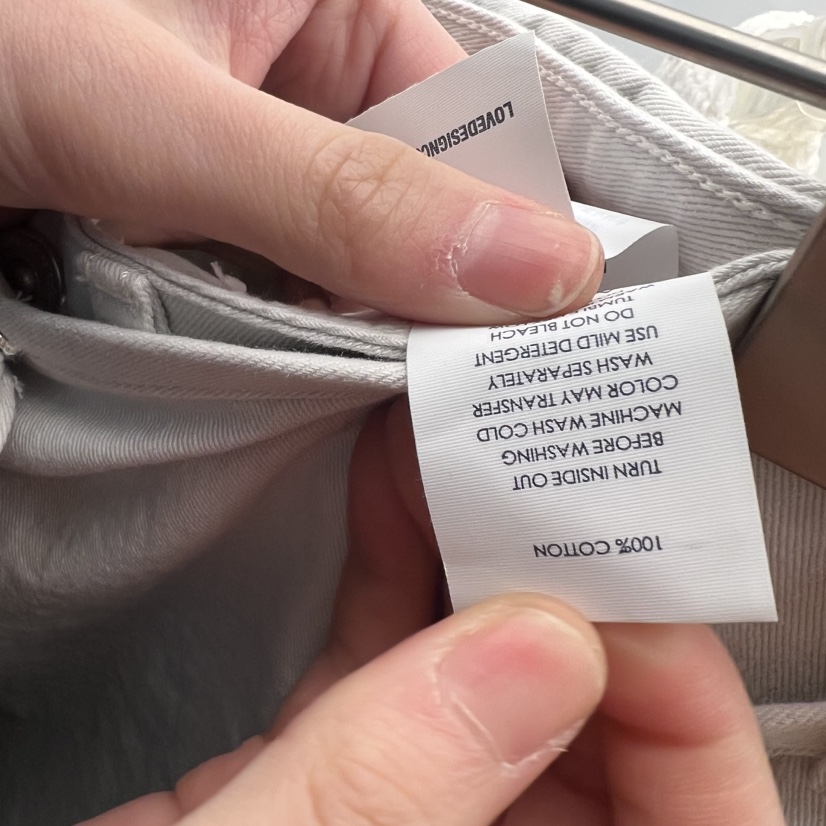 LOVEDESIGN
100% COTTON
TURN INSIDE OUT
BEFORE WASHING
MACHINE WASH COLD
COLOR MAY TRANSFER
WASH SEPARATELY
USE MILD DETERGENT
DO NOT BLEACH